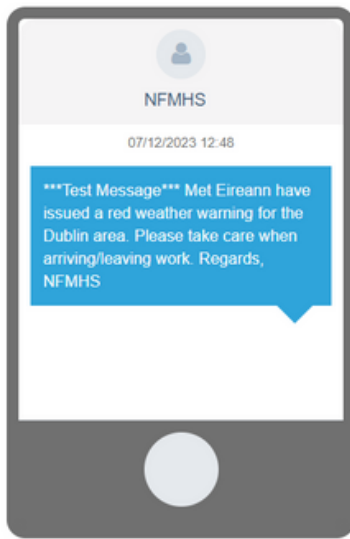 NFMHS
07/12/2023 12:48
***Test Message*** Met Eireann have
issued a red weather warning for the
Dublin area. Please take care when
arriving/leaving work. Regards,
NFMHS